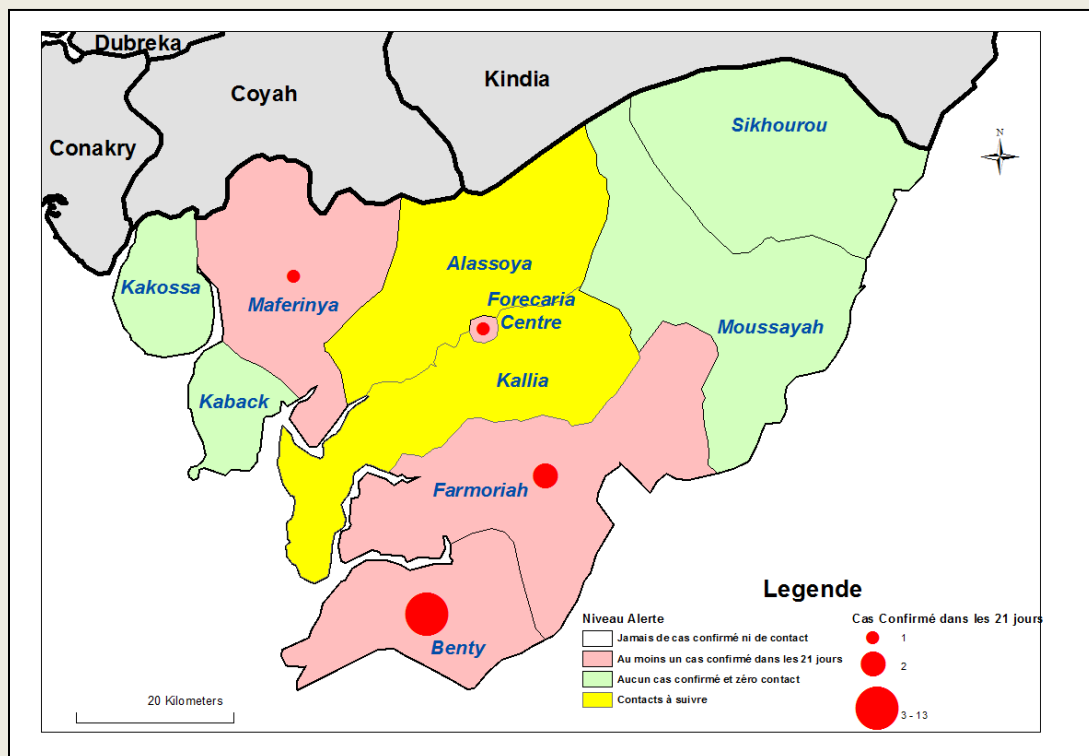 Dubreka
Coyah
Kindia
Conakry
Sikhourou
N
Kakossa
Maferinya
Alassoya
Forecaria
Centre
Moussayah
Kaback
Kallia
Farmoriah
Benty
20 Kilometers
Legende
Niveau Alerte
Jamais de cas confirmé ni de contact
Au moins un cas confirmé dans les 21 jours
Aucun cas confirmé et zéro contact
Contacts à suivre
Cas Confirmé dans les 21 jours
1
2
3 - 13